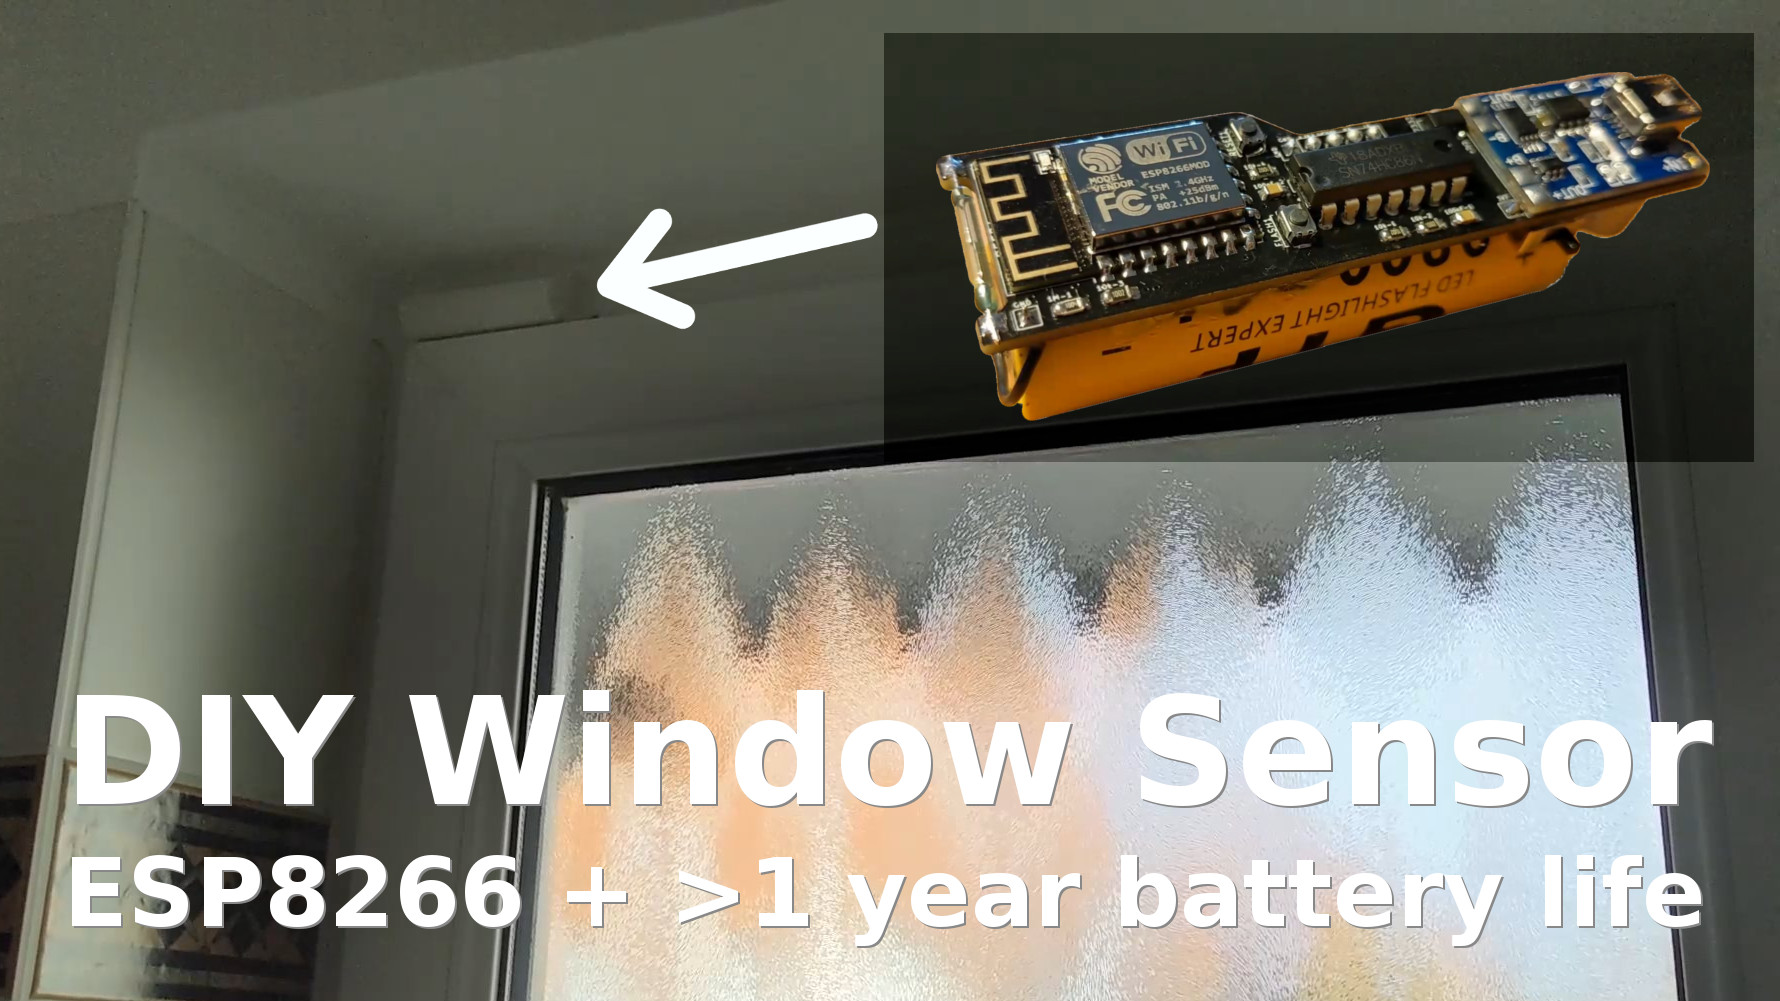 WiFi
ESP8266MOD
MODEL
VENDOR
ISM 2.4GHz
PA +25dBm
802.11b/g/n
FC
FLASH
LED FLASHLIGHT EXPERT
DIY Window Sensor
ESP8266 + >1 year battery life